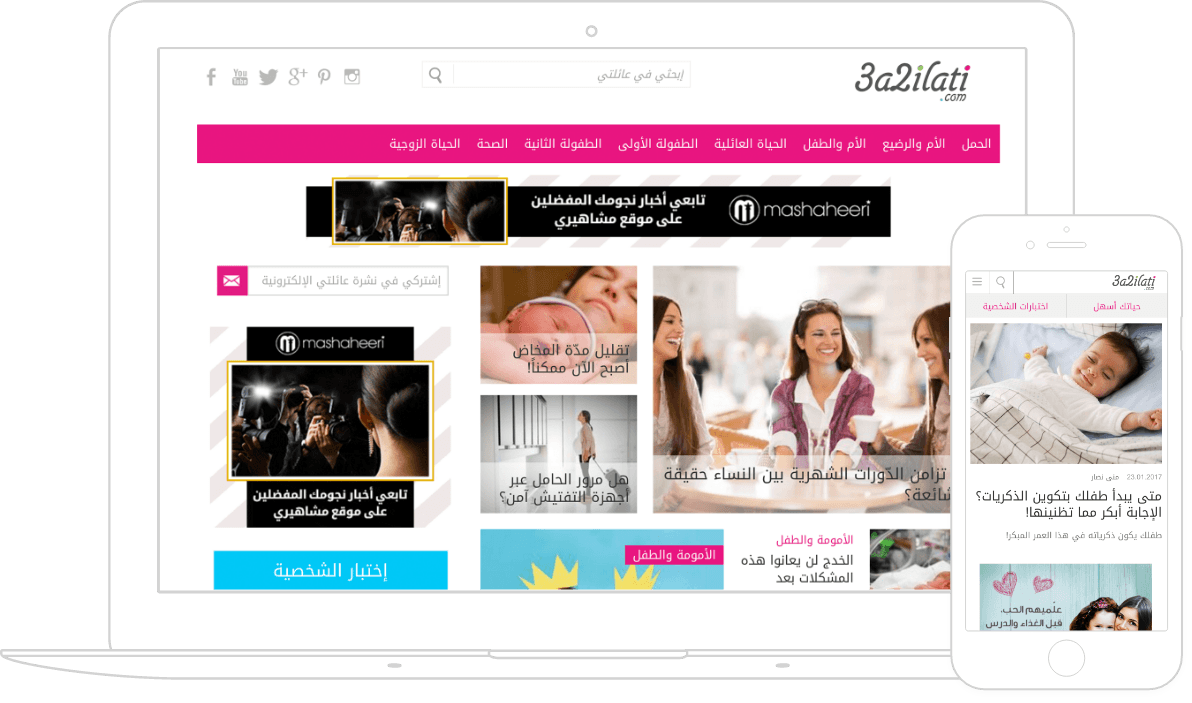 3a2ilati
.com
إبحثي في عائلتي
You
Tube
g+
الحمل الأم والرضيع الأم والطفل الحياة العائلية الطفولة الأولى الطفولة الثانية الصحة الحياة الزوجية
mashaheeri
تابعي أخبار نجومك المفضلين
على موقع مشاهيري
تزامن الدّورات الشهرية بين النساء حقيقة
شائعة؟
تقليل مدّة المخاض
أصبح الآن ممكناً!
هل مرور الحامل عبر
أجهزة التفتيش آمن؟
إشتركي في نشرة عائلتي الإلكترونية
mashaheeri
تابعي أخبار نجومك المفضلين
على موقع مشاهيري
إختبار الشخصية
الأمومة والطفل
الخدج لن يعانوا هذه
المشكلات بعد
الأمومة والطفل
3a2ilati
.com
حياتك أسهل
اختبارات الشخصية
23.01.2017 منى نصار
متى يبدأ طفلك بتكوين الذكريات؟
الإجابة أبكر مما تظنينها!
طفلك يكون ذكرياته في هذا العمر المبكر!
علّميهم الحب،
قبل الغذاء والدرس